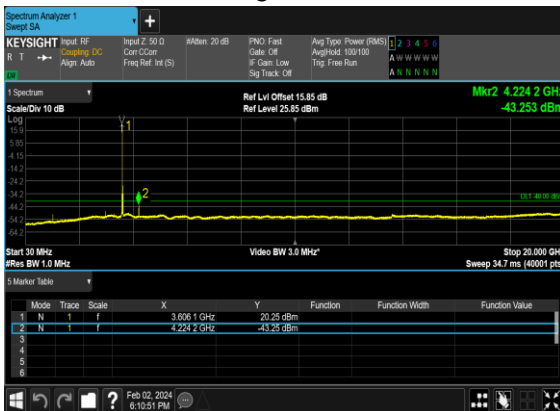 Spectrum Analyzer 1
Swept SA
KEYSIGHT Input: RF Input Z: 50 Ω #Atten: 20 dB PNO: Fast Avg Type: Power (RMS) 1 2 3 4 5 6
R T Coupling: DC Corr CCorr Gate: Off Avg|Hold: 100/100 A W W W W W
Align: Auto Freq Ref: Int (S) IF Gain: Low Trig: Free Run
LV Sig Track: Off A N N N N N
1 Spectrum Ref Lvl Offset 15.85 dB Mkr2 4.224 2 GHz
Scale/Div 10 dB Ref Level 25.85 dBm -43.253 dBm
Log
15.9 1
5.85
-4.15
-14.2
-24.2
-34.2 2 DL1 -40.00 dBm
-44.2
-54.2
-64.2
Start 30 MHz Video BW 3.0 MHz* Stop 20.000 GHz
#Res BW 1.0 MHz Sweep 34.7 ms (40001 pts)
5 Marker Table
Mode Trace Scale X Y Function Function Width Function Value
1 N 1 f 3.606 1 GHz 20.25 dBm
2 N 1 f 4.224 2 GHz -43.25 dBm
3
4
5
6
? Feb 02, 2024
6:10:51 PM